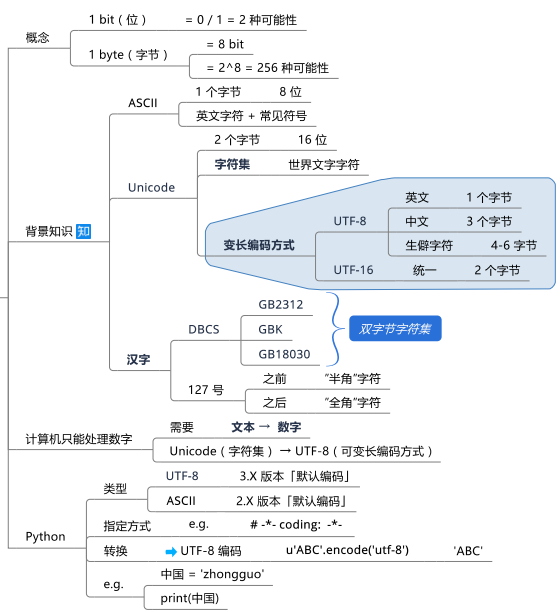 概念
1 bit（位） = 0 / 1 = 2 种可能性
1 byte（字节）
= 8 bit
= 2^8 = 256 种可能性
背景知识 知
ASCII
1 个字节 8 位
英文字符 + 常见符号
Unicode
2 个字节 16 位
字符集 世界文字字符
变长编码方式
UTF-8
英文 1 个字节
中文 3 个字节
生僻字符 4-6 字节
UTF-16 统一 2 个字节
汉字
DBCS
GB2312
GBK
GB18030
双字节字符集
127 号
之前 “半角”字符
之后 “全角”字符
计算机只能处理数字
需要 文本 → 数字
Unicode（字符集） → UTF-8（可变长编码方式）
Python
类型
UTF-8 3.X 版本「默认编码」
ASCII 2.X 版本「默认编码」
指定方式 e.g. # -*- coding: -*-
转换 ➡ UTF-8 编码 u'ABC'.encode('utf-8') 'ABC'
e.g.
中国 = 'zhongguo'
print(中国)